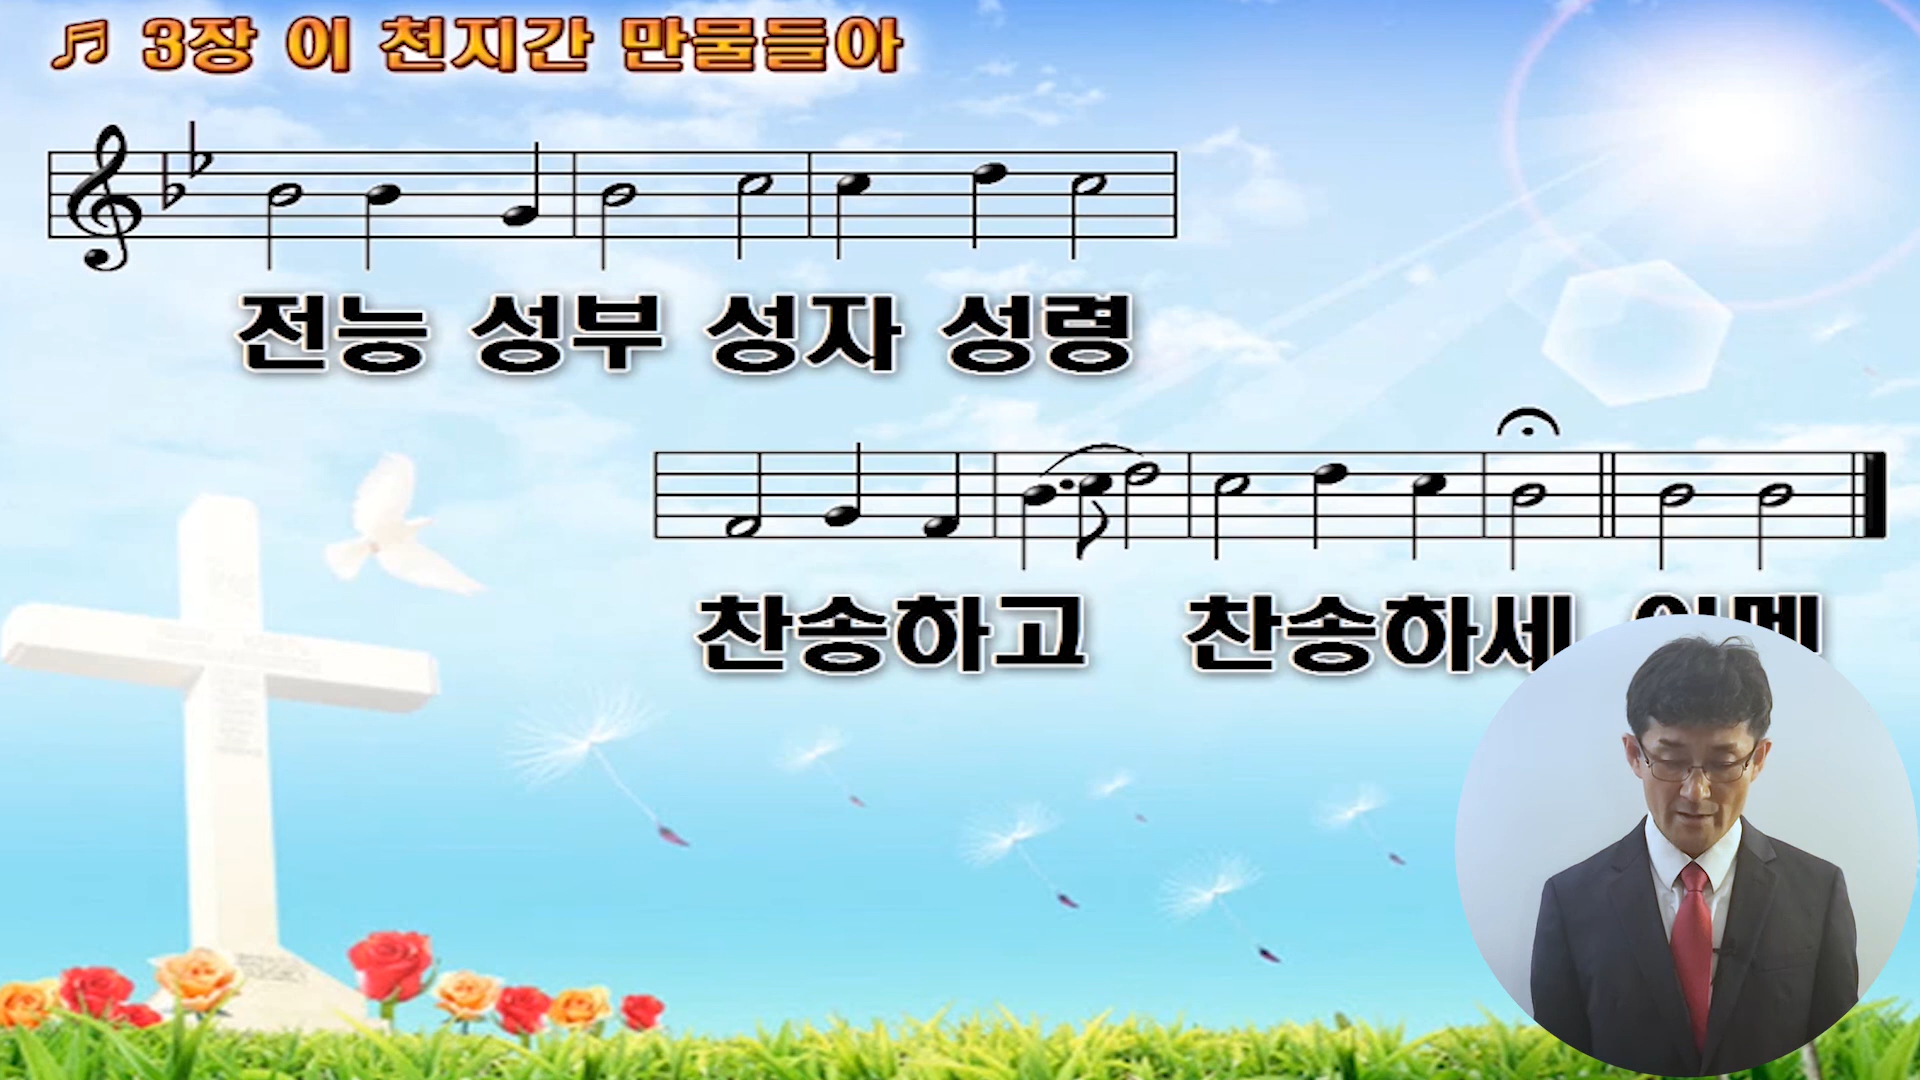 3장 이 천지간 만물들아
전능 성부 성자 성령
찬송하고 찬송하세